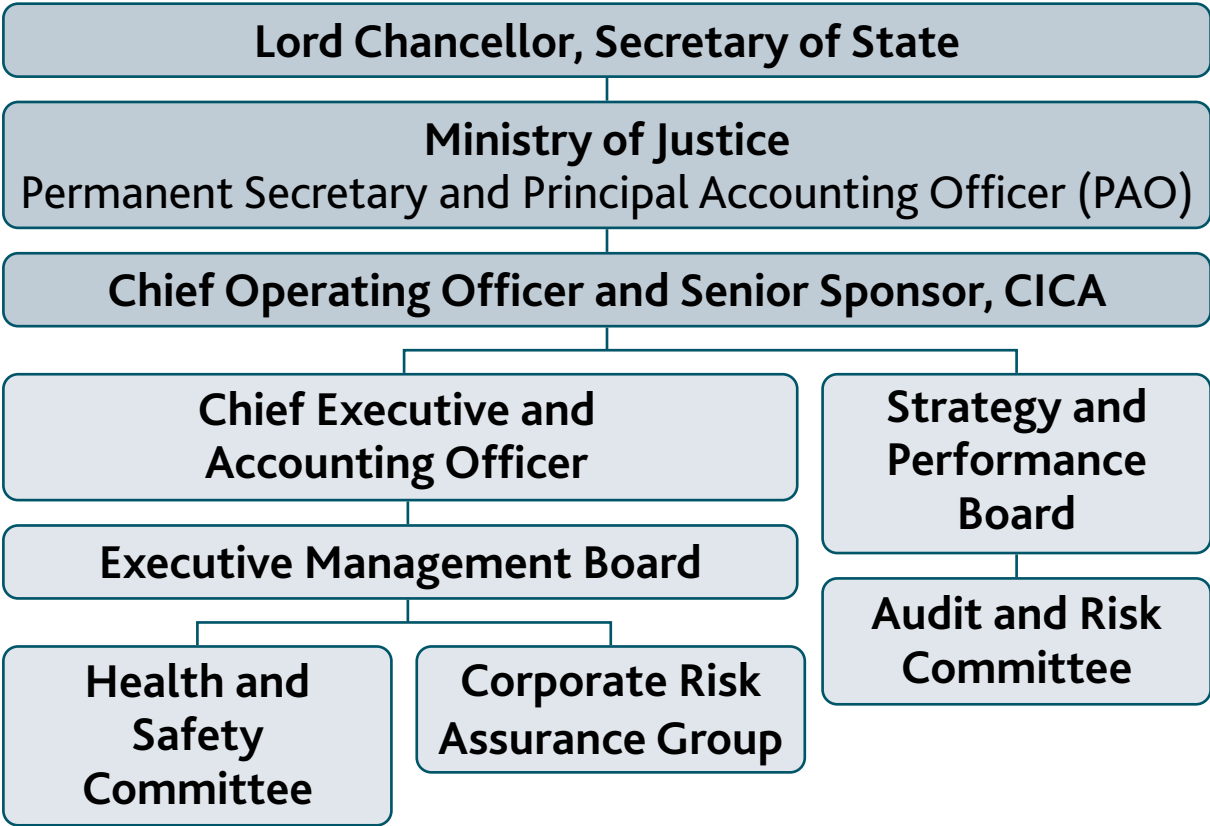 Lord Chancellor, Secretary of State
Ministry of Justice
Permanent Secretary and Principal Accounting Officer (PAO)
Chief Operating Officer and Senior Sponsor, CICA
Chief Executive and
Accounting Officer
Strategy and
Performance
Board
Executive Management Board
Audit and Risk
Committee
Health and
Safety
Committee
Corporate Risk
Assurance Group